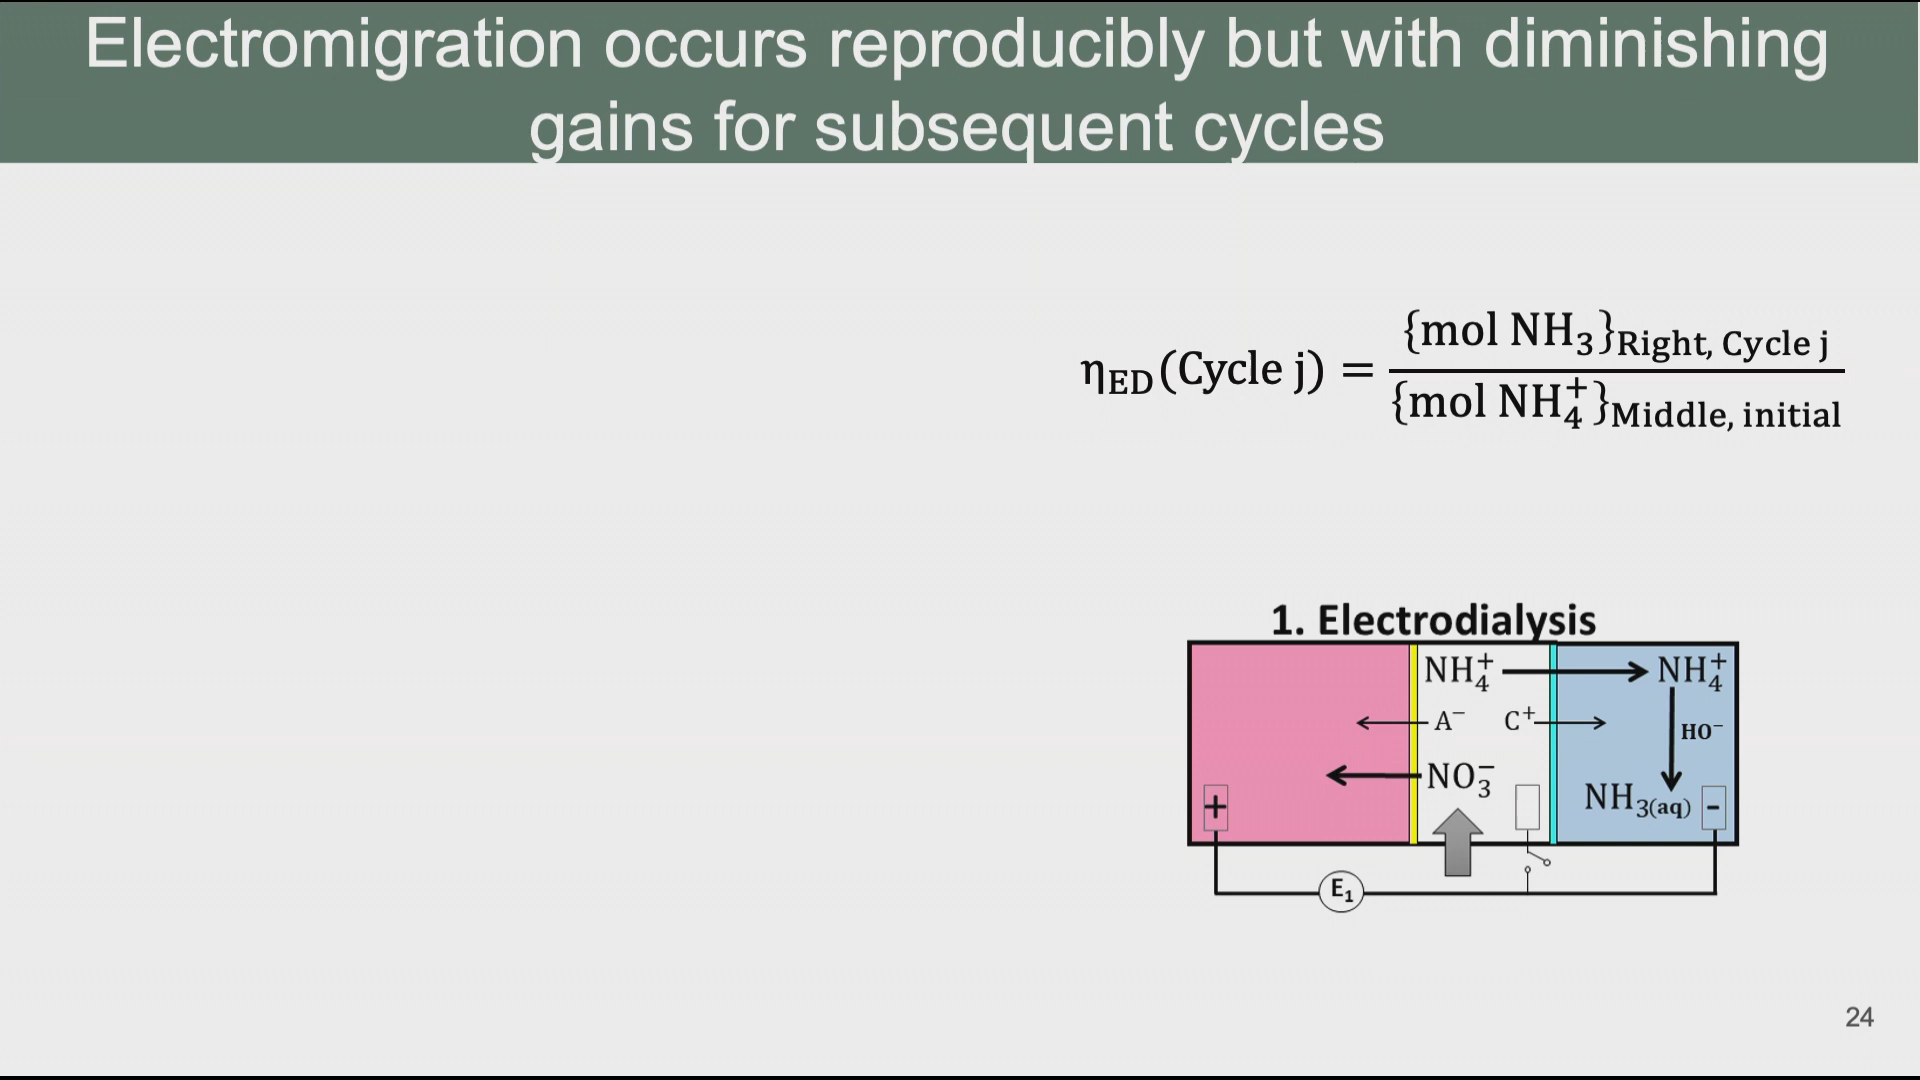 Electromigration occurs reproducibly but with diminishing
gains for subsequent cycles
η_ED(Cycle j) = {mol NH₃}_Right, Cycle j / {mol NH₄⁺}_Middle, initial
1. Electrodialysis
NH₄⁺ NH₄⁺
A⁻ C⁺ HO⁻
NO₃⁻
+ NH₃(aq) -
E₁
24